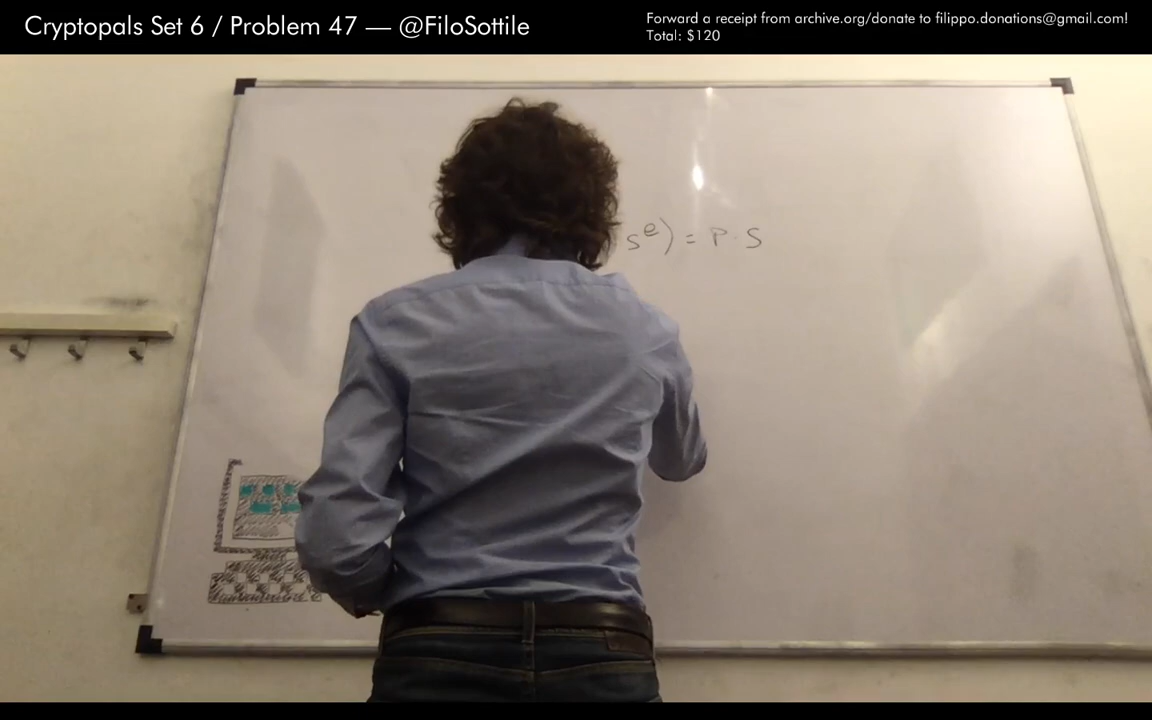 Cryptopals Set 6 / Problem 47 — @FiloSottile
Forward a receipt from archive.org/donate to filippo.donations@gmail.com!
Total: $120
s^e) = P · S